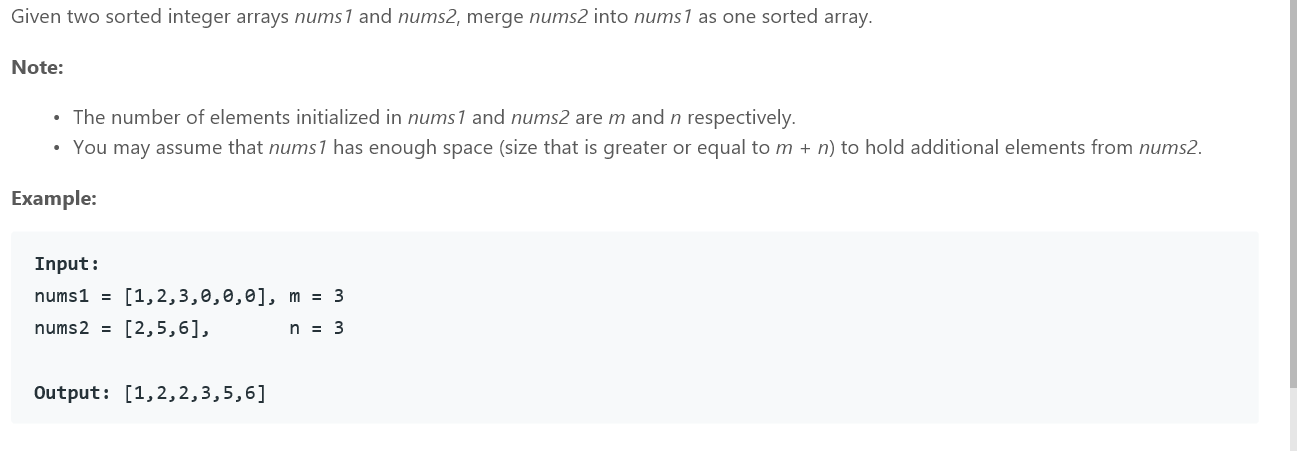 Given two sorted integer arrays nums1 and nums2, merge nums2 into nums1 as one sorted array.
Note:
• The number of elements initialized in nums1 and nums2 are m and n respectively.
• You may assume that nums1 has enough space (size that is greater or equal to m + n) to hold additional elements from nums2.
Example:
Input:
nums1 = [1,2,3,0,0,0], m = 3
nums2 = [2,5,6],       n = 3
Output: [1,2,2,3,5,6]